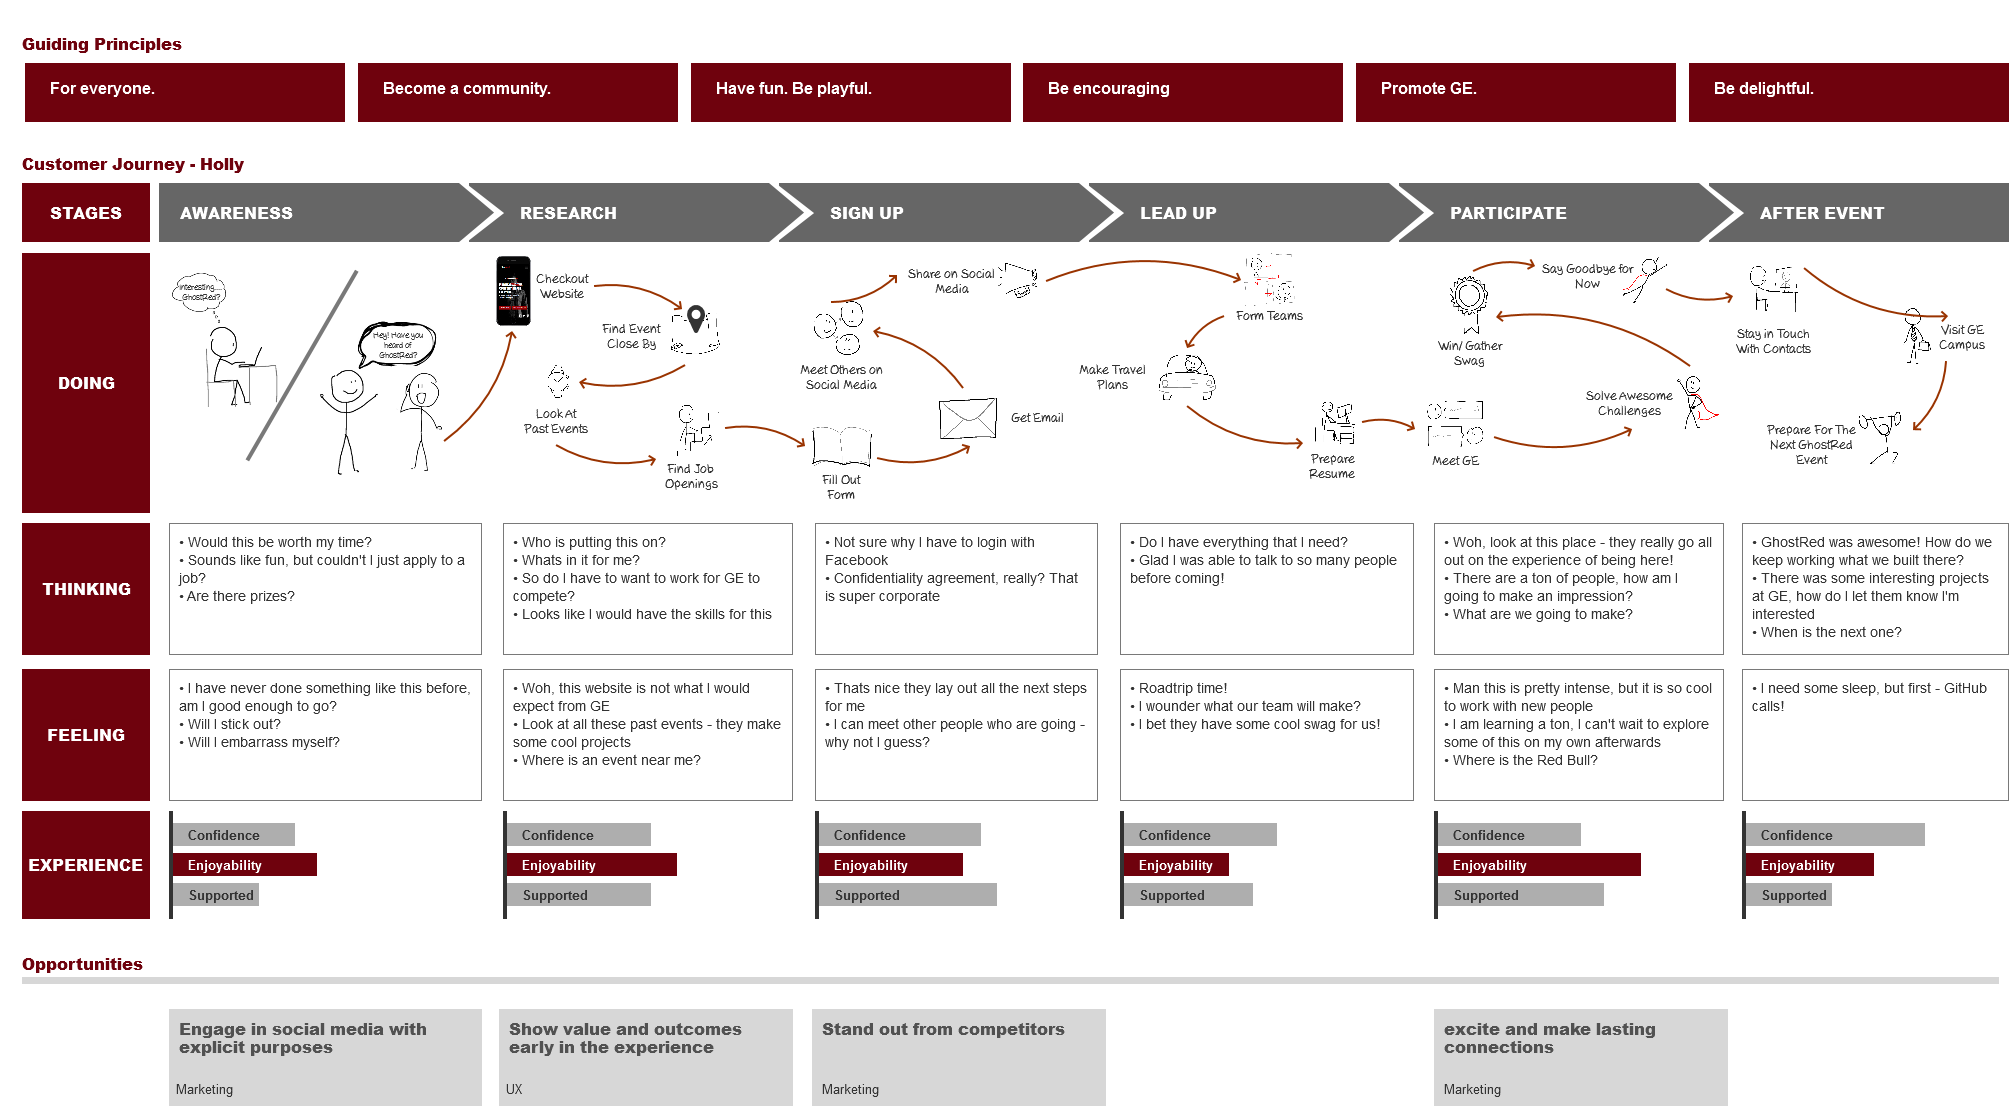 Guiding Principles
For everyone.
Become a community.
Have fun. Be playful.
Be encouraging
Promote GE.
Be delightful.
Customer Journey - Holly
STAGES
AWARENESS
RESEARCH
SIGN UP
LEAD UP
PARTICIPATE
AFTER EVENT
DOING
Interesting...
GhostRed?
Hey! Have you
heard of
GhostRed?
Checkout
Website
Find Event
Close By
Look At
Past Events
Find Job
Openings
Fill Out
Form
Get Email
Meet Others on
Social Media
Share on Social
Media
Form Teams
Make Travel
Plans
Prepare
Resume
Meet GE
Solve Awesome
Challenges
Win/ Gather
Swag
Say Goodbye for
Now
Stay in Touch
With Contacts
Visit GE
Campus
Prepare For The
Next GhostRed
Event
THINKING
• Would this be worth my time?
• Sounds like fun, but couldn't I just apply to a
job?
• Are there prizes?
• Who is putting this on?
• Whats in it for me?
• So do I have to want to work for GE to
compete?
• Looks like I would have the skills for this
• Not sure why I have to login with
Facebook
• Confidentiality agreement, really? That
is super corporate
• Do I have everything that I need?
• Glad I was able to talk to so many people
before coming!
• Woh, look at this place - they really go all
out on the experience of being here!
• There are a ton of people, how am I
going to make an impression?
• What are we going to make?
• GhostRed was awesome! How do we
keep working what we built there?
• There was some interesting projects
at GE, how do I let them know I'm
interested
• When is the next one?
FEELING
• I have never done something like this before,
am I good enough to go?
• Will I stick out?
• Will I embarrass myself?
• Woh, this website is not what I would
expect from GE
• Look at all these past events - they make
some cool projects
• Where is an event near me?
• Thats nice they lay out all the next steps
for me
• I can meet other people who are going -
why not I guess?
• Roadtrip time!
• I wounder what our team will make?
• I bet they have some cool swag for us!
• Man this is pretty intense, but it is so cool
to work with new people
• I am learning a ton, I can't wait to explore
some of this on my own afterwards
• Where is the Red Bull?
• I need some sleep, but first - GitHub
calls!
EXPERIENCE
Confidence
Enjoyability
Supported
Confidence
Enjoyability
Supported
Confidence
Enjoyability
Supported
Confidence
Enjoyability
Supported
Confidence
Enjoyability
Supported
Confidence
Enjoyability
Supported
Opportunities
Engage in social media with
explicit purposes
Marketing
Show value and outcomes
early in the experience
UX
Stand out from competitors
Marketing
excite and make lasting
connections
Marketing